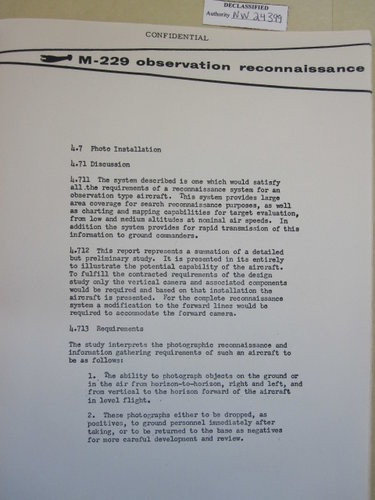 DECLASSIFIED
Authority NW 24399
CONFIDENTIAL
M-229 observation reconnaissance
4.7 Photo Installation
4.71 Discussion
4.711 The system described is one which would satisfy
all the requirements of a reconnaissance system for an
observation type aircraft. This system provides large
area coverage for search reconnaissance purposes, as well
as charting and mapping capabilities for target evaluation,
from low and medium altitudes at nominal air speeds. In
addition the system provides for rapid transmission of this
information to ground commanders.
4.712 This report represents a summation of a detailed
but preliminary study. It is presented in its entirety
to illustrate the potential capability of the aircraft.
To fulfill the contracted requirements of the design
study only the vertical camera and associated components
would be required and based on that installation the
aircraft is presented. For the complete reconnaissance
system a modification to the forward lines would be
required to accommodate the forward camera.
4.713 Requirements
The study interprets the photographic reconnaissance and
information gathering requirements of such an aircraft to
be as follows:
1. The ability to photograph objects on the ground or
in the air from horizon-to-horizon, right and left, and
from vertical to the horizon forward of the aircraft
in level flight.
2. These photographs either to be dropped, as
positives, to ground personnel immediately after
taking, or to be returned to the base as negatives
for more careful development and review.